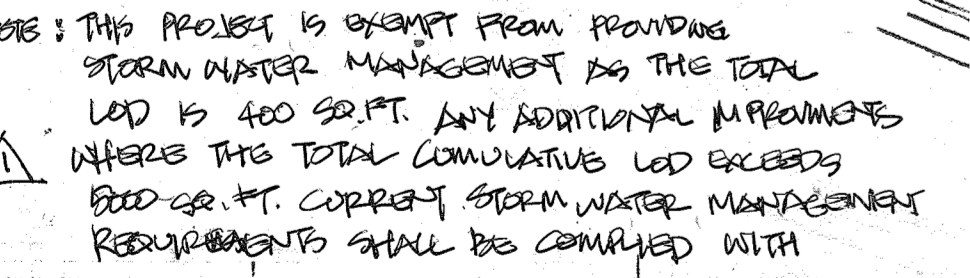 OTE : THIS PROJECT IS EXEMPT FROM PROVIDING
STORM WATER MANAGEMENT AS THE TOTAL
LOD IS 400 SQ.FT. ANY ADDITIONAL IMPROVMENTS
1 WHERE THE TOTAL CUMULATIVE LOD EXCEEDS
5000 SQ.FT. CURRENT STORM WATER MANAGEMENT
REQUIREMENTS SHALL BE COMPLIED WITH